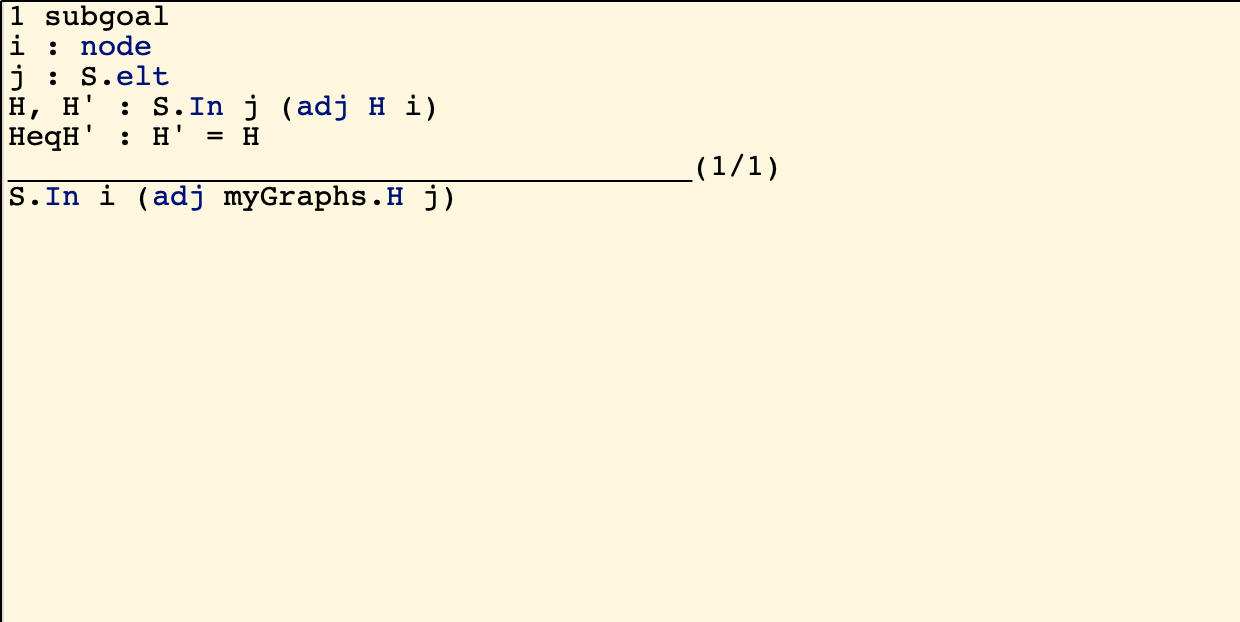 1 subgoal
i : node
j : S.elt
H, H' : S.In j (adj H i)
HeqH' : H' = H
______________________________________(1/1)
S.In i (adj myGraphs.H j)